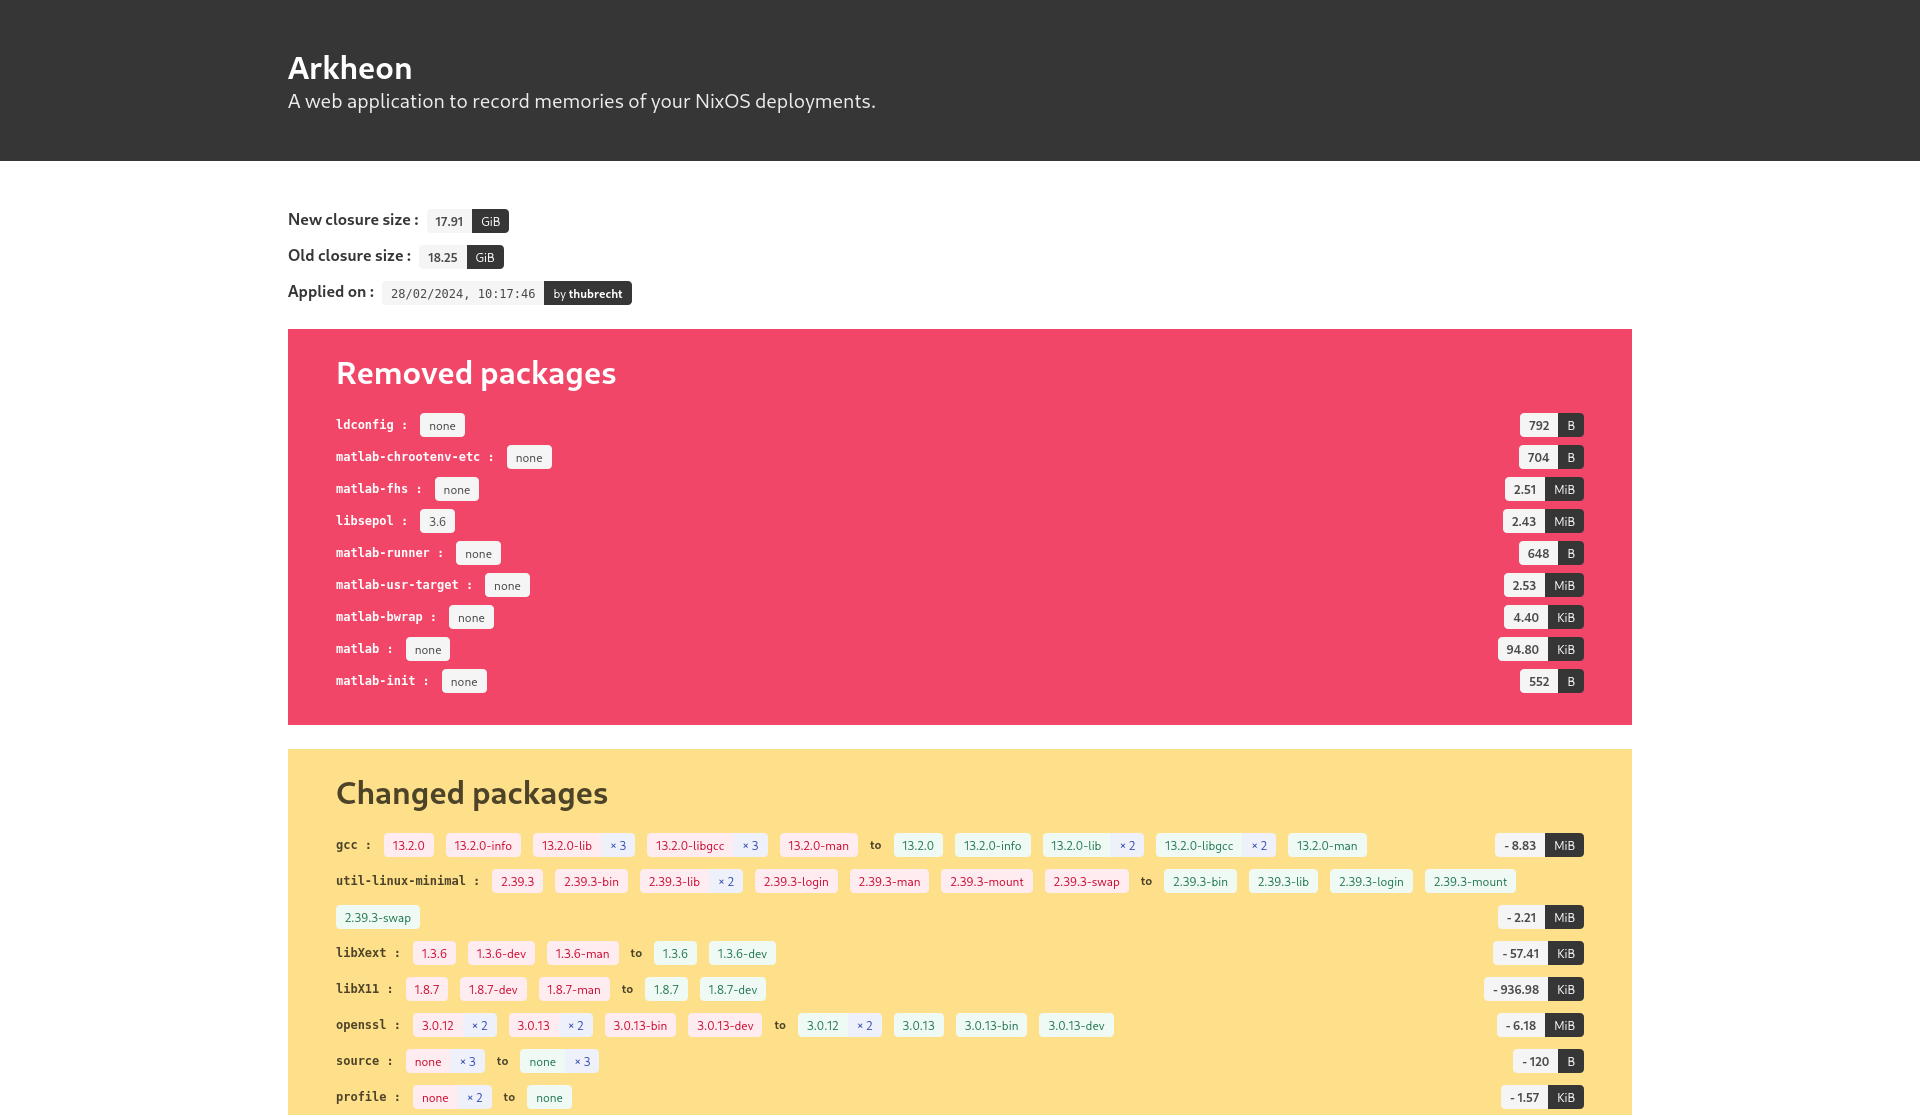 Arkheon
A web application to record memories of your NixOS deployments.
New closure size : 17.91 GiB
Old closure size : 18.25 GiB
Applied on : 28/02/2024, 10:17:46 by thubrecht
Removed packages
ldconfig : none 792 B
matlab-chrootenv-etc : none 704 B
matlab-fhs : none 2.51 MiB
libsepol : 3.6 2.43 MiB
matlab-runner : none 648 B
matlab-usr-target : none 2.53 MiB
matlab-bwrap : none 4.40 KiB
matlab : none 94.80 KiB
matlab-init : none 552 B
Changed packages
gcc : 13.2.0 13.2.0-info 13.2.0-lib × 3 13.2.0-libgcc × 3 13.2.0-man to 13.2.0 13.2.0-info 13.2.0-lib × 2 13.2.0-libgcc × 2 13.2.0-man - 8.83 MiB
util-linux-minimal : 2.39.3 2.39.3-bin 2.39.3-lib × 2 2.39.3-login 2.39.3-man 2.39.3-mount 2.39.3-swap to 2.39.3-bin 2.39.3-lib 2.39.3-login 2.39.3-mount
2.39.3-swap - 2.21 MiB
libXext : 1.3.6 1.3.6-dev 1.3.6-man to 1.3.6 1.3.6-dev - 57.41 KiB
libX11 : 1.8.7 1.8.7-dev 1.8.7-man to 1.8.7 1.8.7-dev - 936.98 KiB
openssl : 3.0.12 × 2 3.0.13 × 2 3.0.13-bin 3.0.13-dev to 3.0.12 × 2 3.0.13 3.0.13-bin 3.0.13-dev - 6.18 MiB
source : none × 3 to none × 3 - 120 B
profile : none × 2 to none - 1.57 KiB